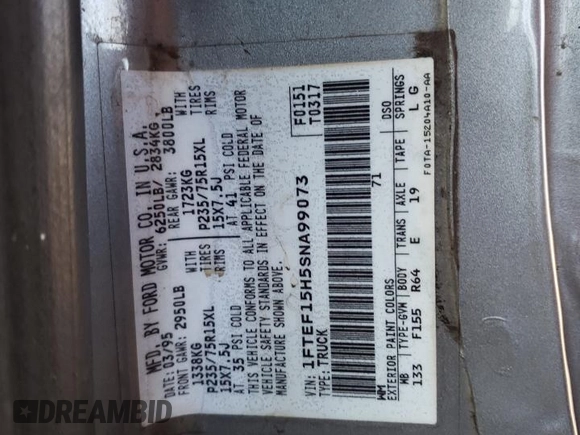 MFD. BY FORD MOTOR CO. IN U.S.A.
DATE: 03/95 GVWR: 6250LB/ 2834KG
FRONT GAWR: 2950LB REAR GAWR: 3800LB
1338KG WITH 1723KG WITH
P235/75R15XL TIRES P235/75R15XL TIRES
15X7.5J RIMS 15X7.5J RIMS
AT 35 PSI COLD AT 41 PSI COLD
THIS VEHICLE CONFORMS TO ALL APPLICABLE FEDERAL MOTOR
VEHICLE SAFETY STANDARDS IN EFFECT ON THE DATE OF
MANUFACTURE SHOWN ABOVE.
F0151
T0317
VIN: 1FTEF15H5SNA99073
TYPE: TRUCK
WM 71
EXTERIOR PAINT COLORS DSO
WB TYPE-GVM BODY TRANS AXLE TAPE SPRINGS
133 F155 R64 E 19 L G
F0TA-15204A10-AA
DREAMBID